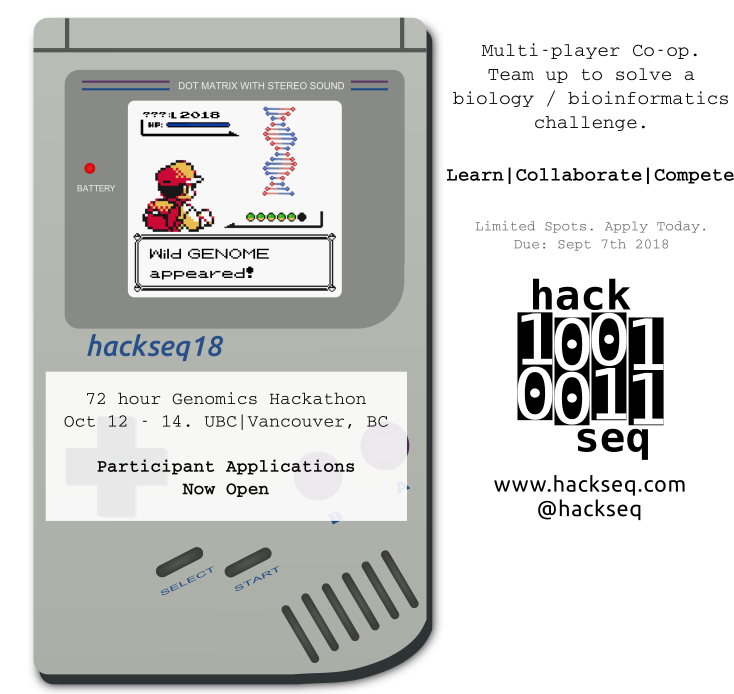 DOT MATRIX WITH STEREO SOUND
???:L2018
HP:
BATTERY
Wild GENOME
appeared!
hackseq18
72 hour Genomics Hackathon
Oct 12 - 14. UBC|Vancouver, BC
Participant Applications
Now Open
A
B
SELECT
START
Multi-player Co-op.
Team up to solve a
biology / bioinformatics
challenge.
Learn|Collaborate|Compete
Limited Spots. Apply Today.
Due: Sept 7th 2018
hack
1001
0011
seq
www.hackseq.com
@hackseq